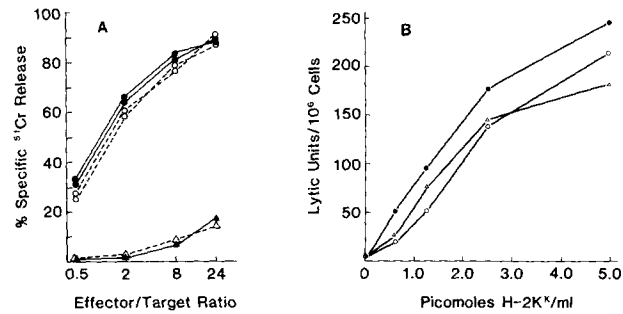 A
% Specific ⁵¹Cr Release
100
80
60
40
20
0.5 2 8 24
Effector/Target Ratio
B
Lytic Units/10⁶ Cells
250
200
150
100
50
0 1.0 2.0 3.0 4.0 5.0
Picomoles H-2Kᵏ/ml